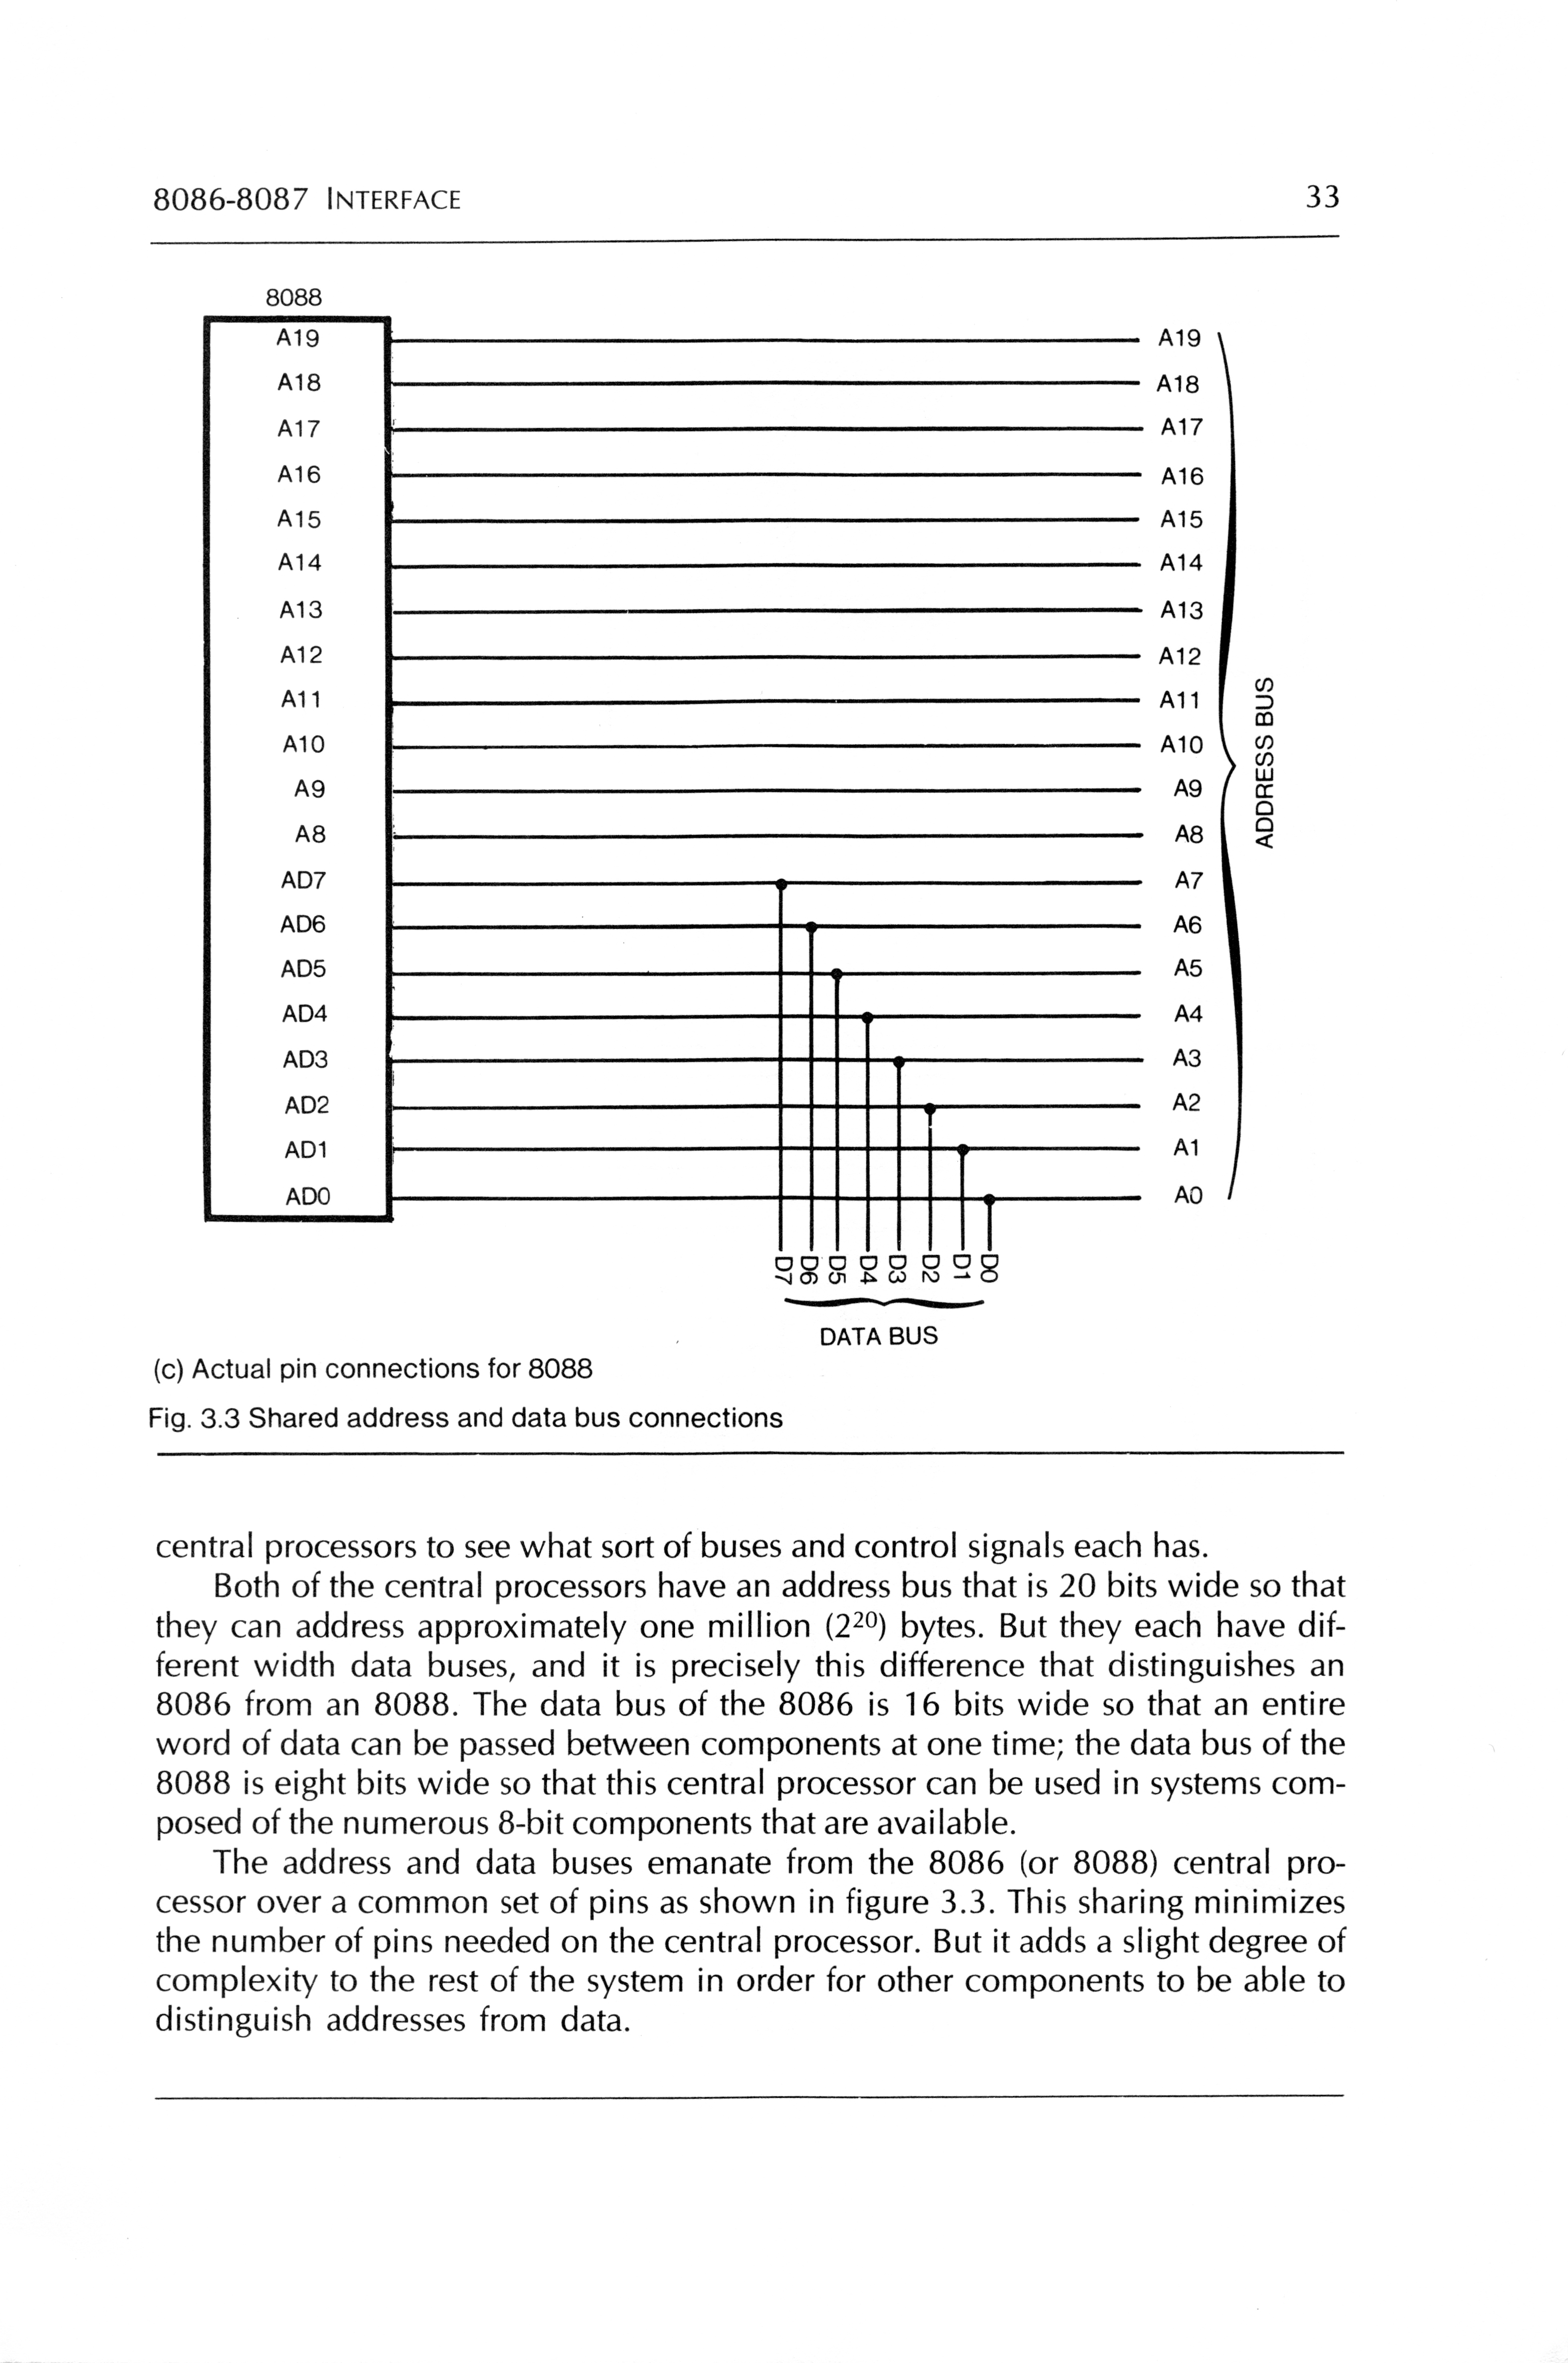 8086-8087 INTERFACE 33
8088
A19 A19
A18 A18
A17 A17
A16 A16
A15 A15
A14 A14
A13 A13
A12 A12
A11 A11
A10 A10
A9 A9
A8 A8
AD7 A7
AD6 A6
AD5 A5
AD4 A4
AD3 A3
AD2 A2
AD1 A1
AD0 A0
ADDRESS BUS
D7 D6 D5 D4 D3 D2 D1 D0
DATA BUS
(c) Actual pin connections for 8088
Fig. 3.3 Shared address and data bus connections
central processors to see what sort of buses and control signals each has.
Both of the central processors have an address bus that is 20 bits wide so that
they can address approximately one million (2²⁰) bytes. But they each have dif-
ferent width data buses, and it is precisely this difference that distinguishes an
8086 from an 8088. The data bus of the 8086 is 16 bits wide so that an entire
word of data can be passed between components at one time; the data bus of the
8088 is eight bits wide so that this central processor can be used in systems com-
posed of the numerous 8-bit components that are available.
The address and data buses emanate from the 8086 (or 8088) central pro-
cessor over a common set of pins as shown in figure 3.3. This sharing minimizes
the number of pins needed on the central processor. But it adds a slight degree of
complexity to the rest of the system in order for other components to be able to
distinguish addresses from data.